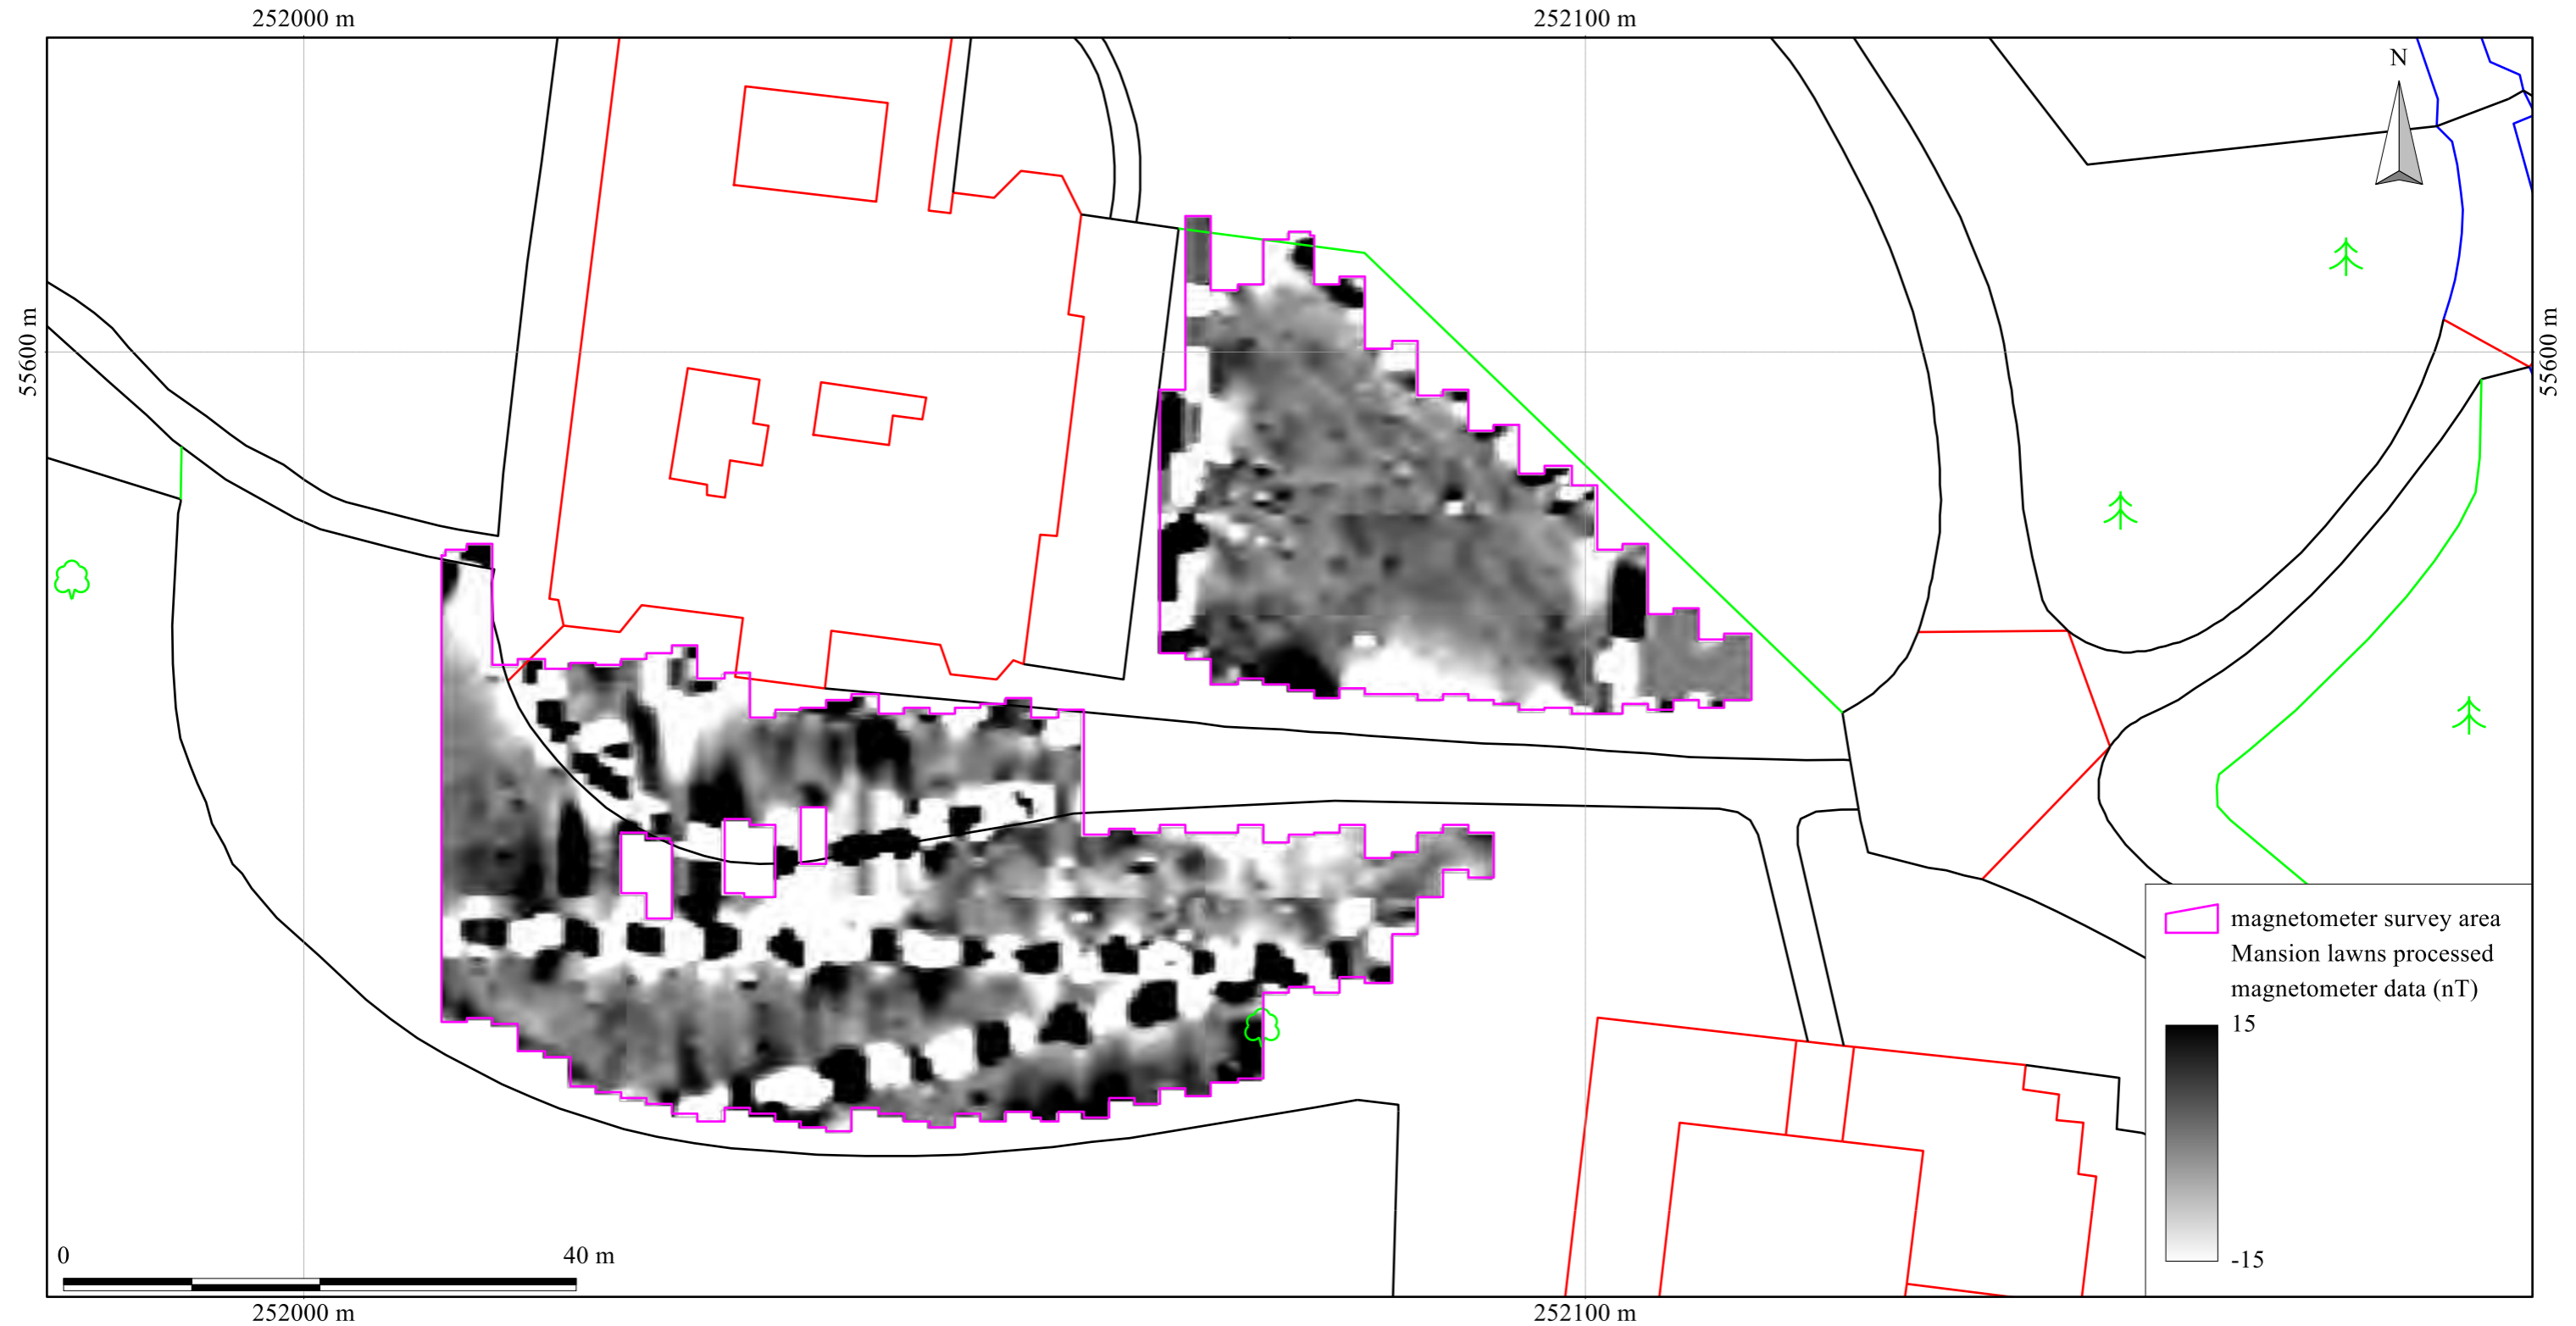 252000 m
252100 m
N
55600 m
55600 m
magnetometer survey area
Mansion lawns processed
magnetometer data (nT)
15
-15
0
40 m
252000 m
252100 m